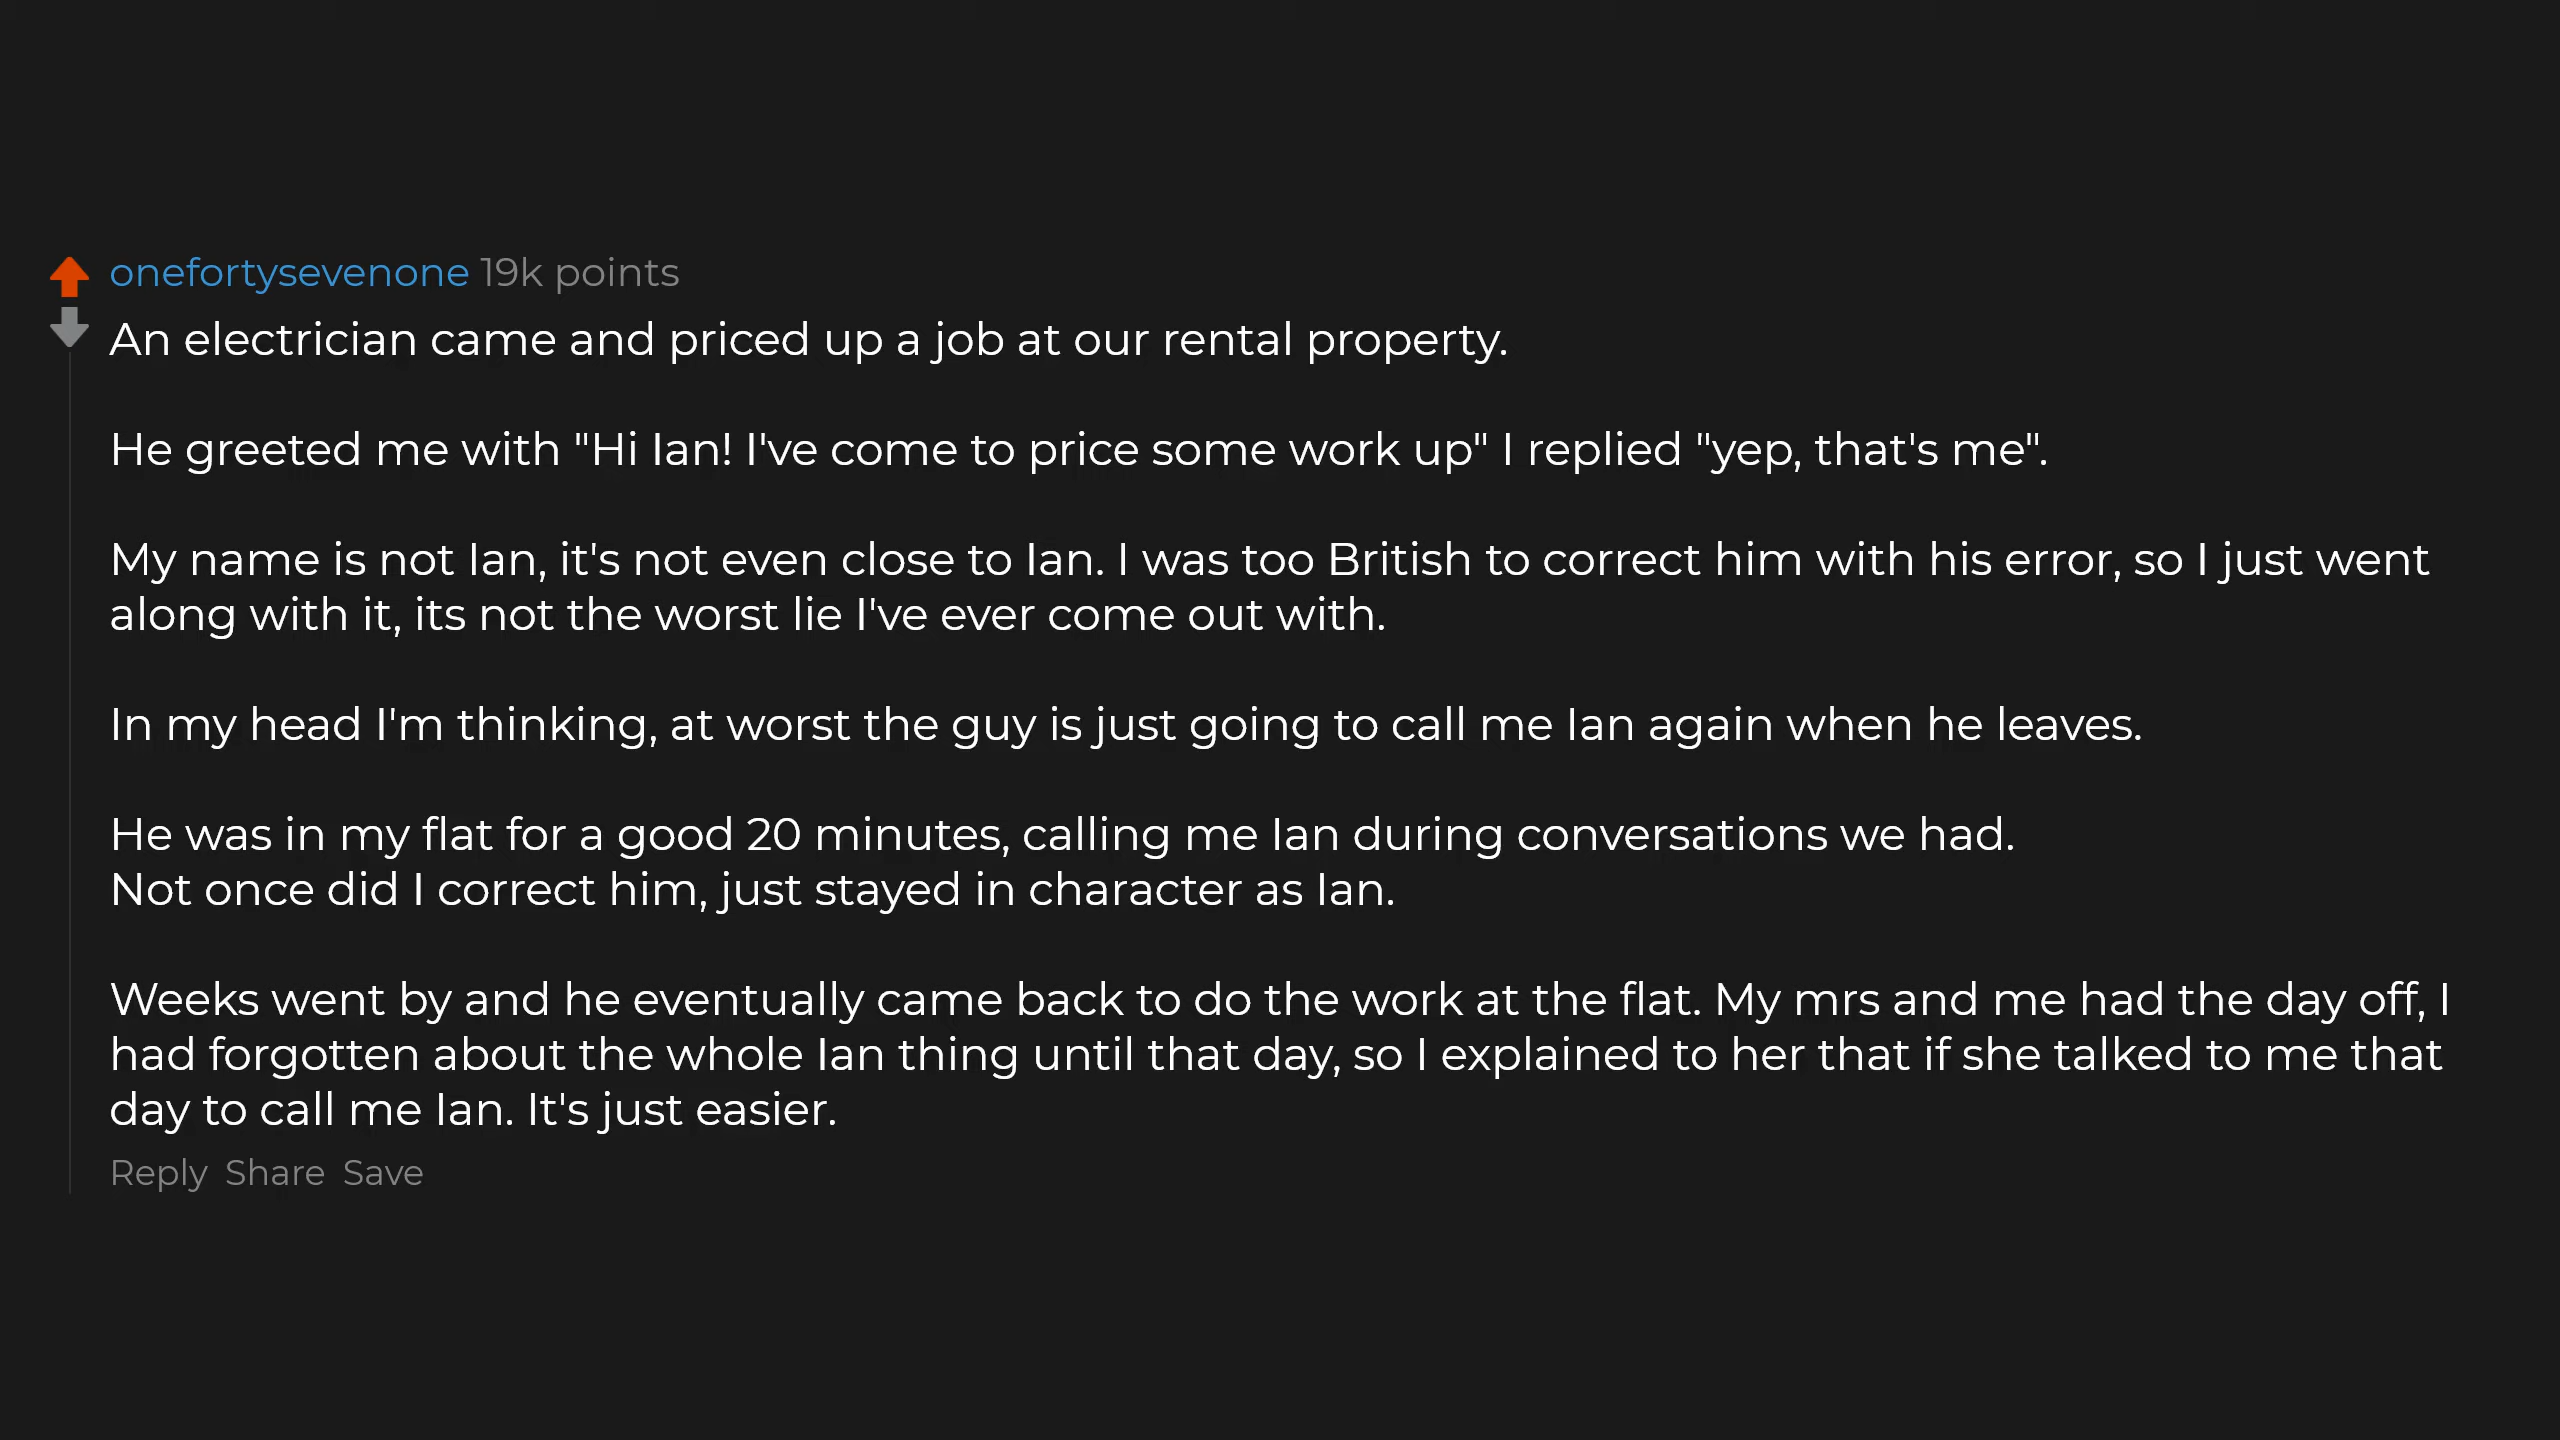 onefortysevenone 19k points
An electrician came and priced up a job at our rental property.
He greeted me with "Hi Ian! I've come to price some work up" I replied "yep, that's me".
My name is not Ian, it's not even close to Ian. I was too British to correct him with his error, so I just went
along with it, its not the worst lie I've ever come out with.
In my head I'm thinking, at worst the guy is just going to call me Ian again when he leaves.
He was in my flat for a good 20 minutes, calling me Ian during conversations we had.
Not once did I correct him, just stayed in character as Ian.
Weeks went by and he eventually came back to do the work at the flat. My mrs and me had the day off, I
had forgotten about the whole Ian thing until that day, so I explained to her that if she talked to me that
day to call me Ian. It's just easier.
Reply Share Save